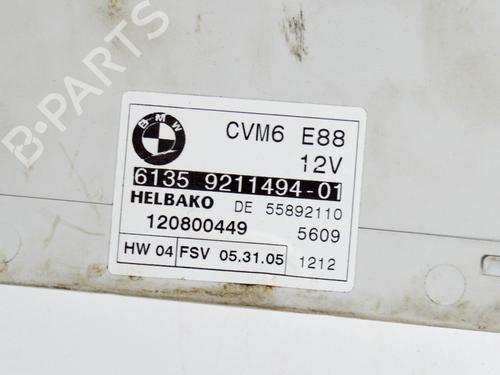 B-PARTS
BMW
CVM6 E88
12V
6135 9211494-01
HELBAKO DE 55892110
120800449 5609
HW 04 FSV 05.31.05 1212